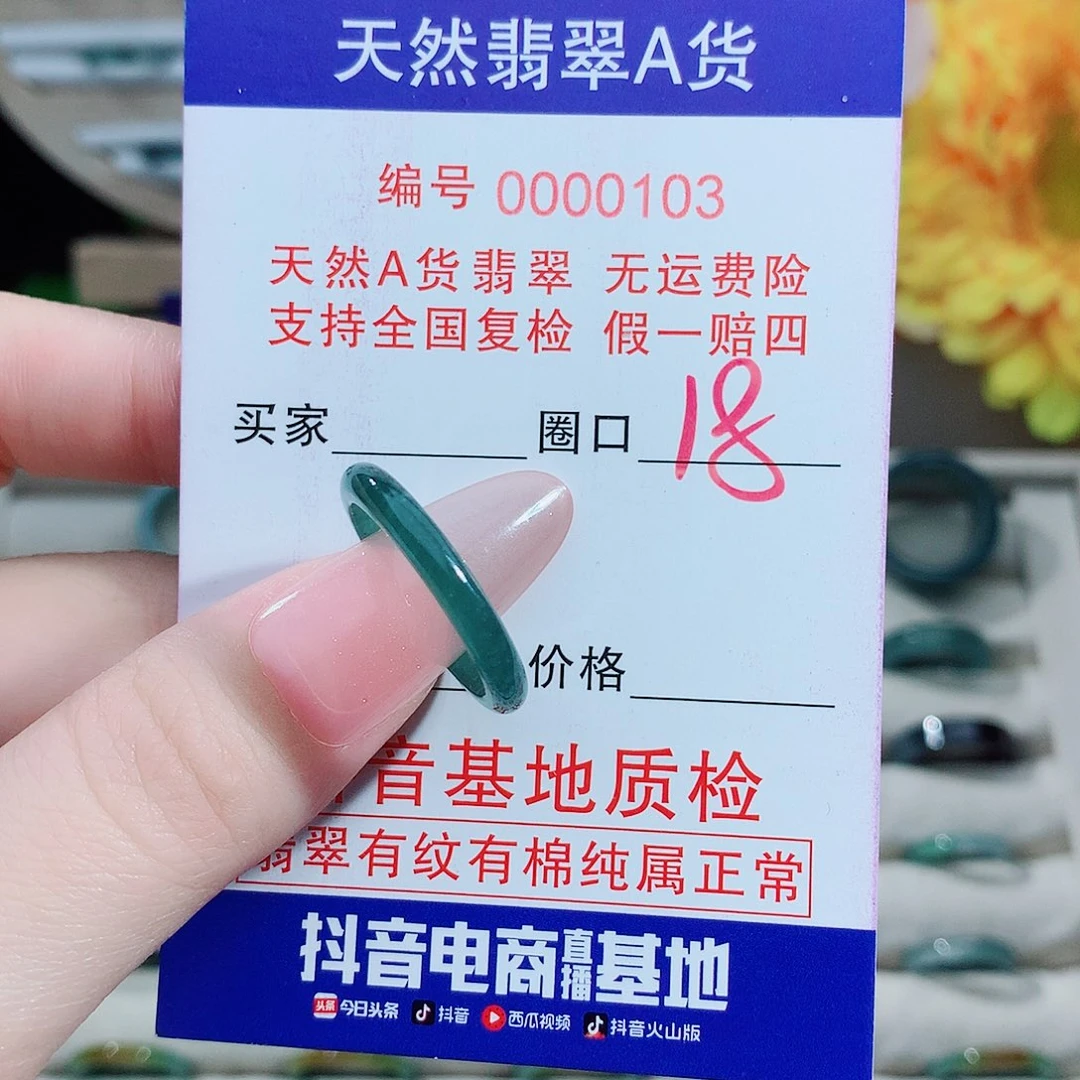 天然翡翠A货
编号 0000103
天然A货翡翠 无运费险
支持全国复检 假一赔四
买家 圈口 18
价格
音基地质检
翡翠有纹有棉纯属正常
抖音电商直播基地
头条 今日头条 抖音 西瓜视频 抖音火山版